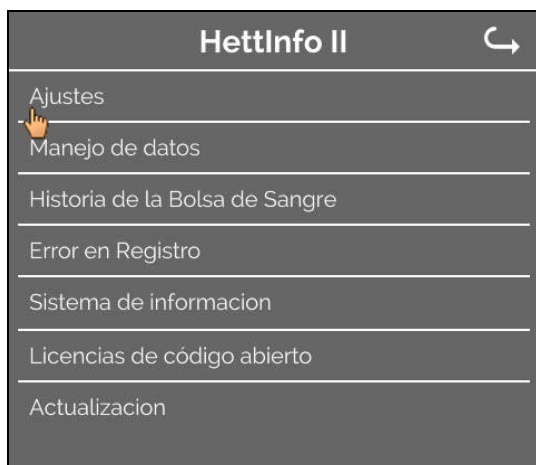 HettInfo II
Ajustes
Manejo de datos
Historia de la Bolsa de Sangre
Error en Registro
Sistema de informacion
Licencias de código abierto
Actualizacion